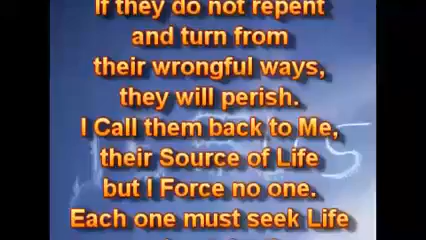 If they do not repent
and turn from
their wrongful ways,
they will perish.
I Call them back to Me,
their Source of Life
but I Force no one.
Each one must seek Life